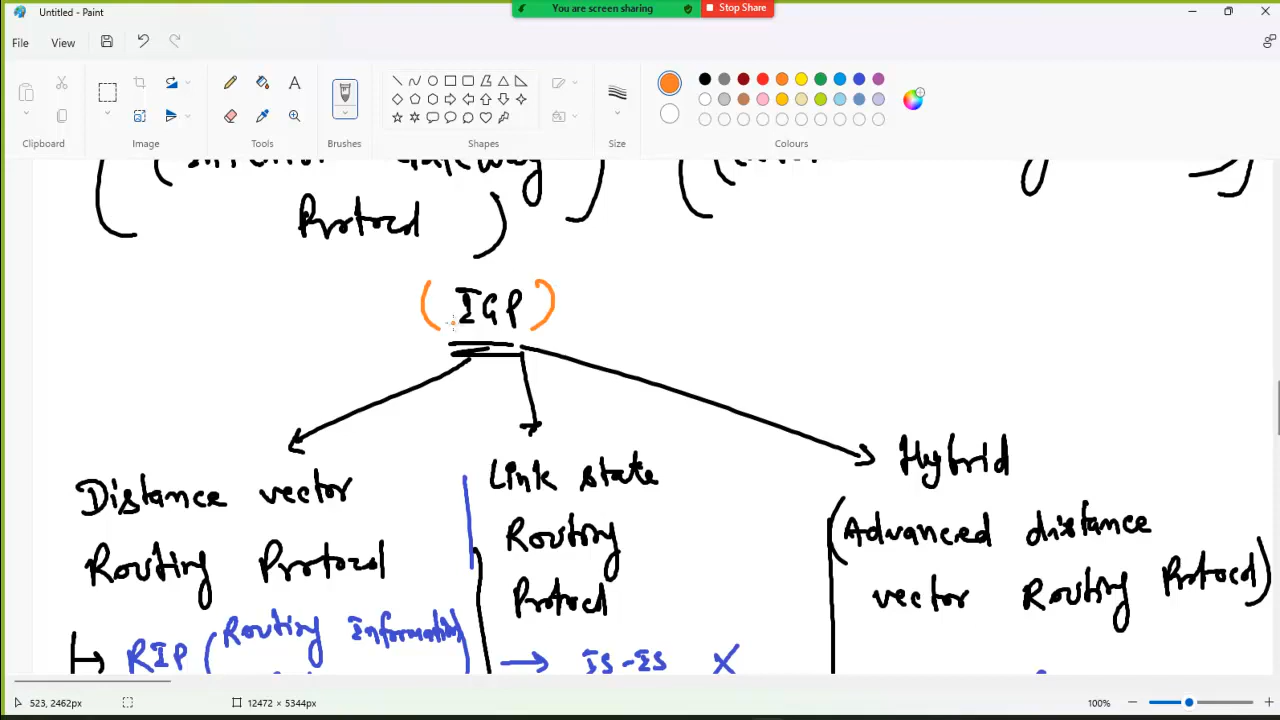 Untitled - Paint
You are screen sharing
Stop Share
File
View
Clipboard
Image
Tools
Brushes
Shapes
Size
Colours
Gateway
Protocol )
( IGP )
Distance vector
Routing Protocol
RIP ( Routing Information
Link state
Routing
Protocol
IS-IS X
Hybrid
(Advanced distance
vector Routing Protocol)
523, 2462px
12472 × 5344px
100%